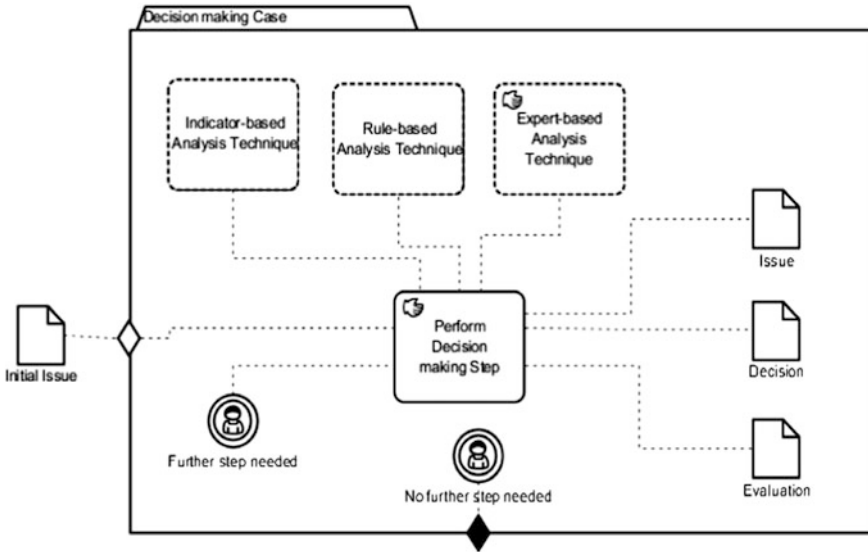 Decision making Case
Indicator-based
Analysis Technique
Rule-based
Analysis Technique
Expert-based
Analysis
Technique
Issue
Perform
Decision
making Step
Initial Issue
Decision
Further step needed
No further step needed
Evaluation